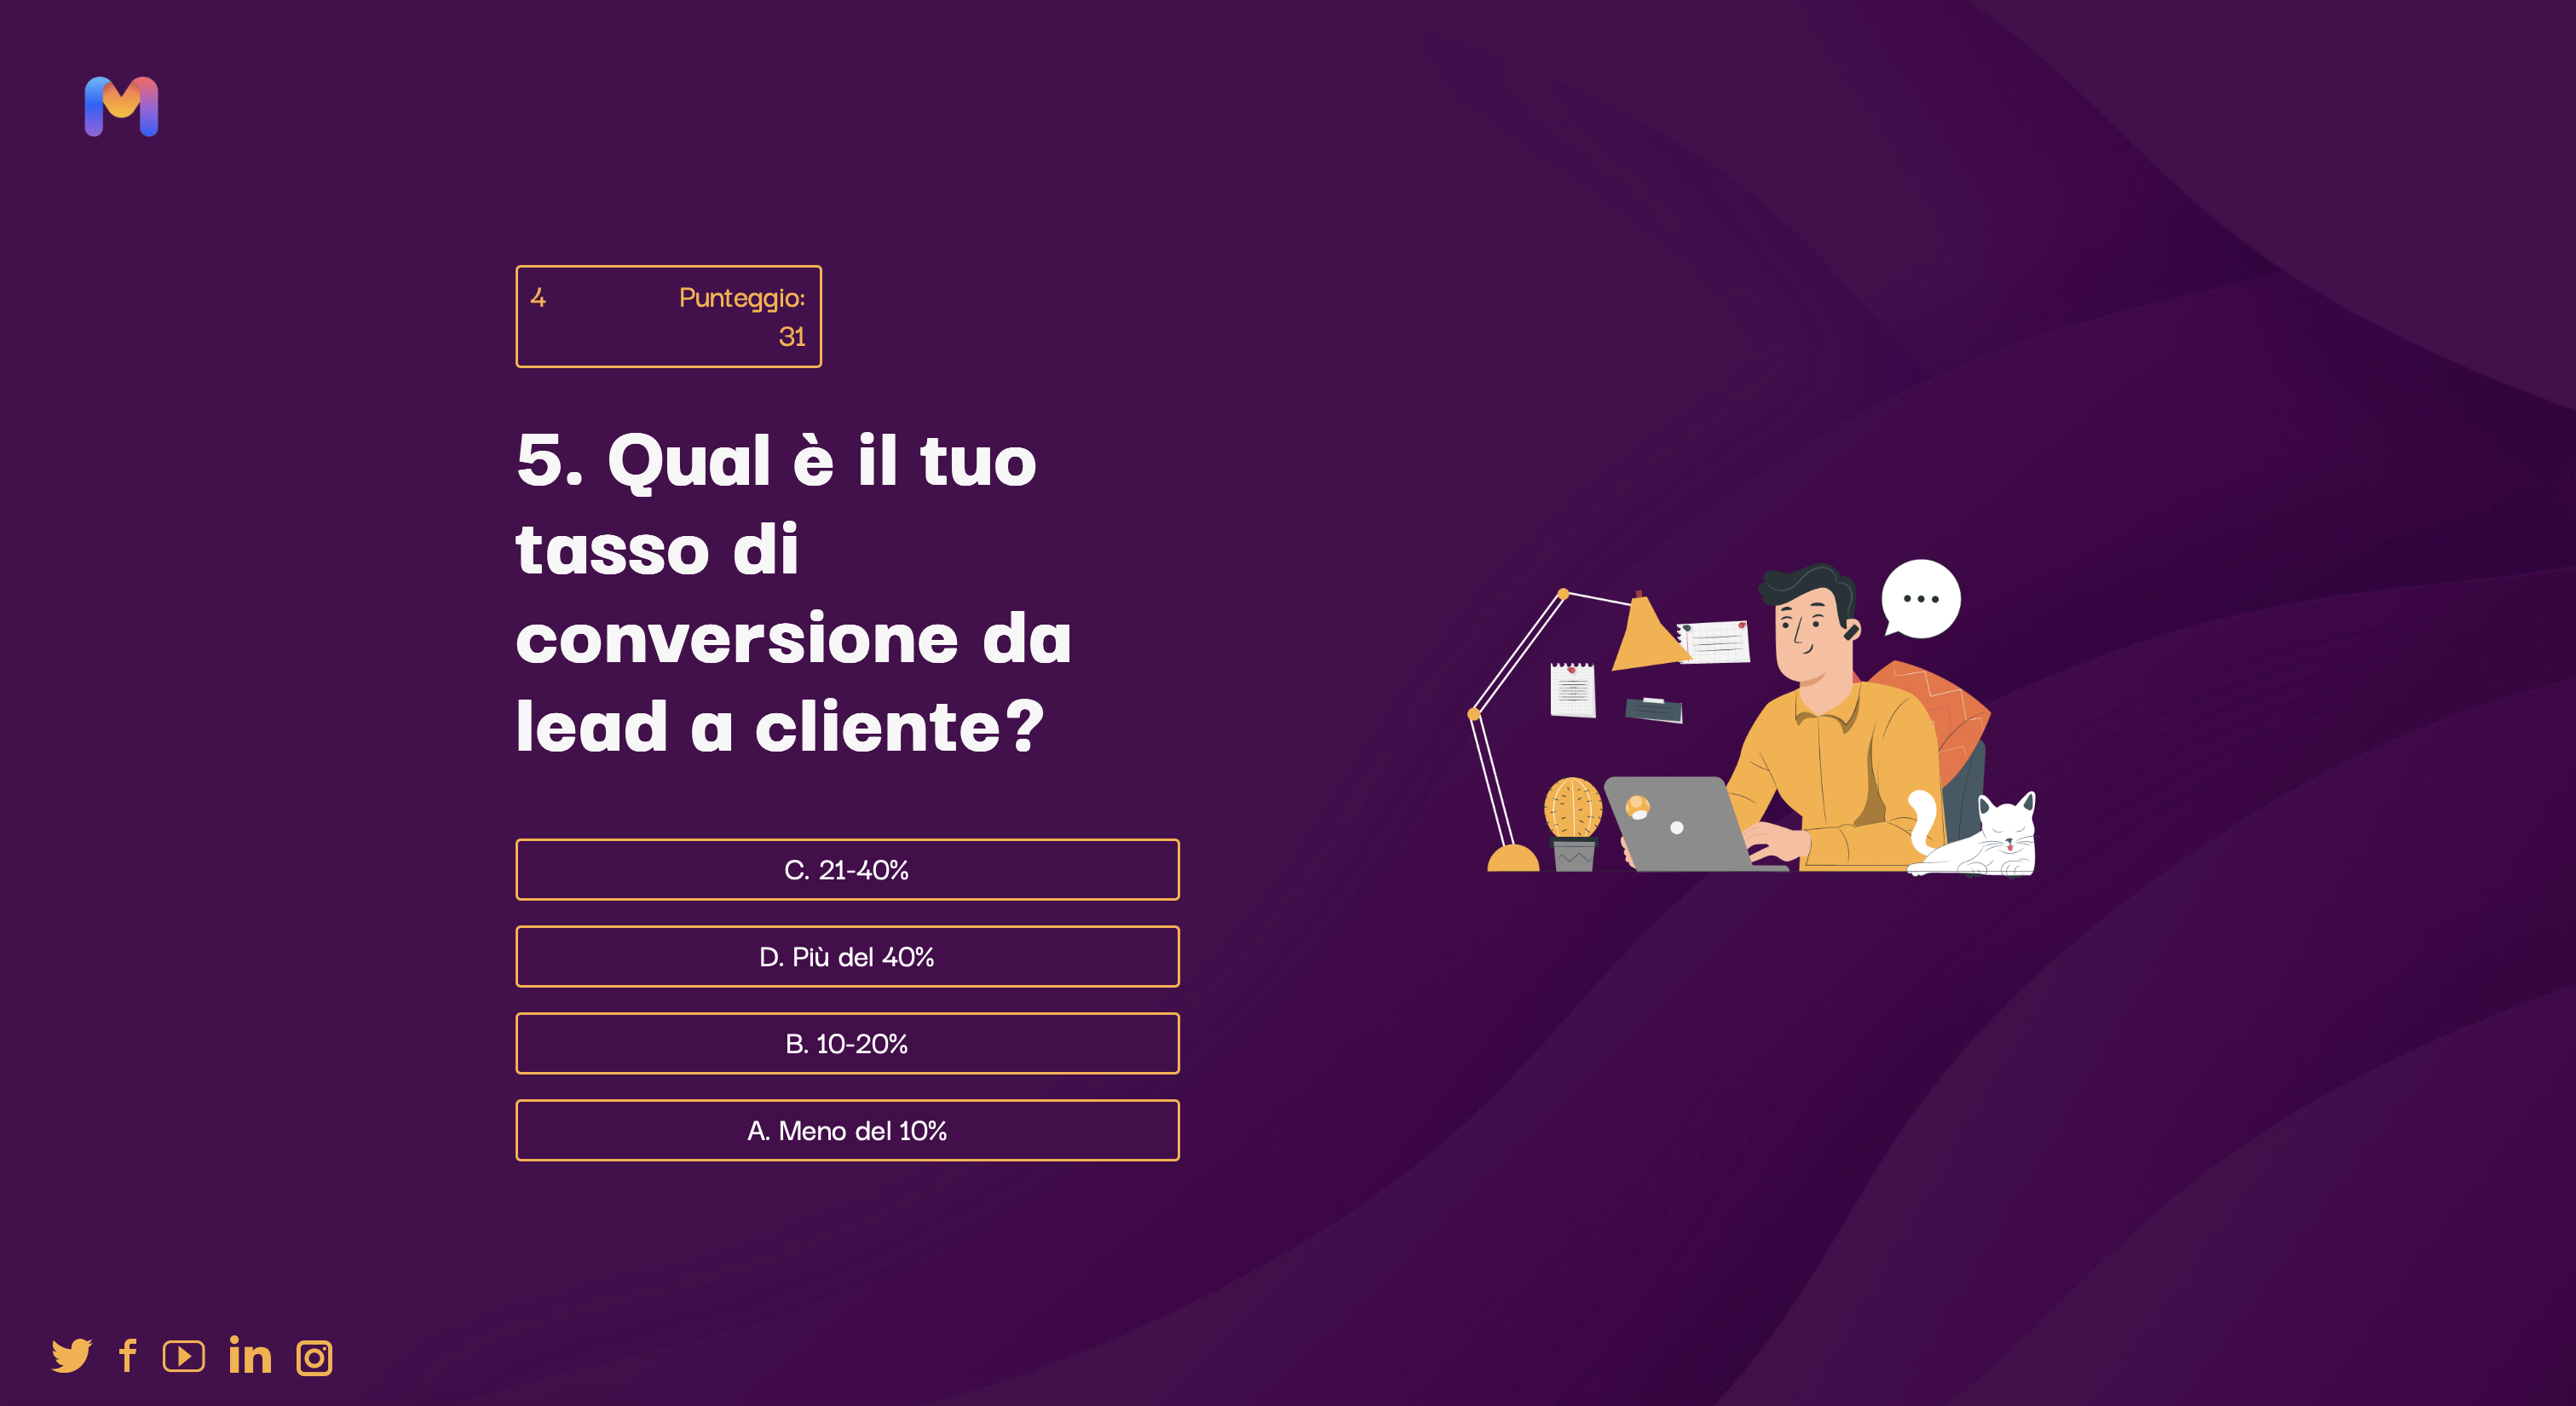 4 Punteggio:
31
5. Qual è il tuo
tasso di
conversione da
lead a cliente?
C. 21-40%
D. Più del 40%
B. 10-20%
A. Meno del 10%